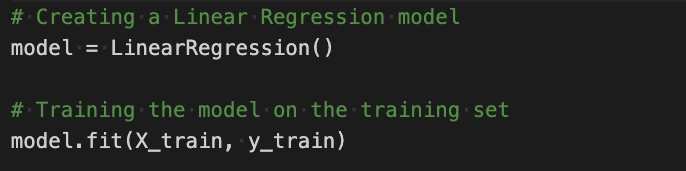 # Creating a Linear Regression model
model = LinearRegression()
# Training the model on the training set
model.fit(X_train, y_train)